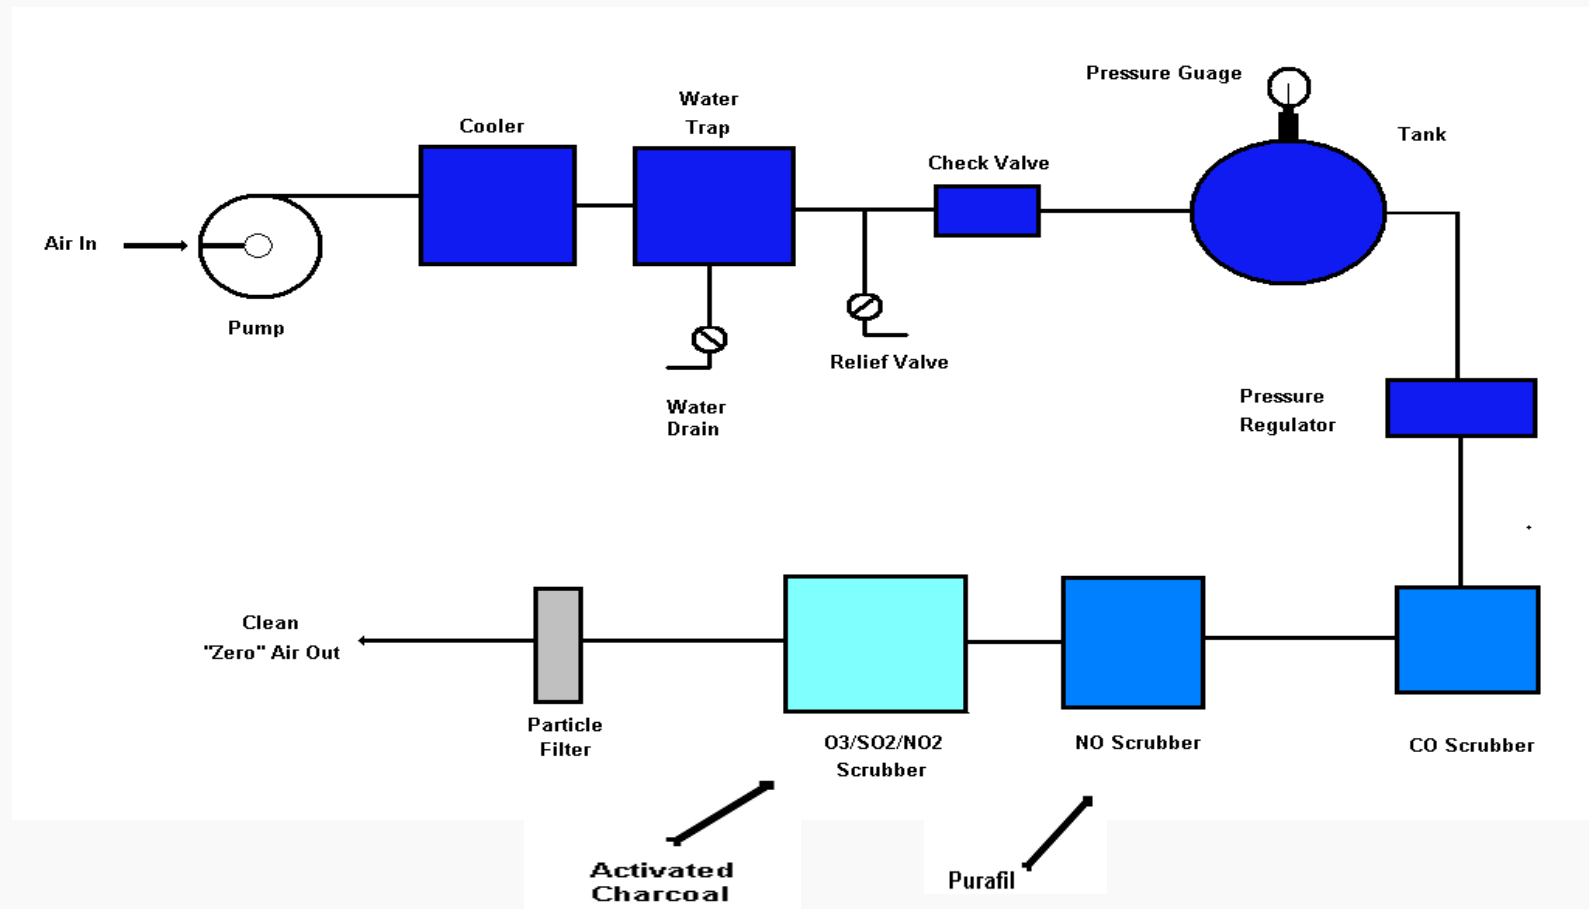 Pressure Guage
Water
Trap
Cooler
Tank
Check Valve
Air In
Pump
Relief Valve
Water
Drain
Pressure
Regulator
Clean
"Zero" Air Out
Particle
Filter
O3/SO2/NO2
Scrubber
NO Scrubber
CO Scrubber
Activated
Charcoal
Purafil